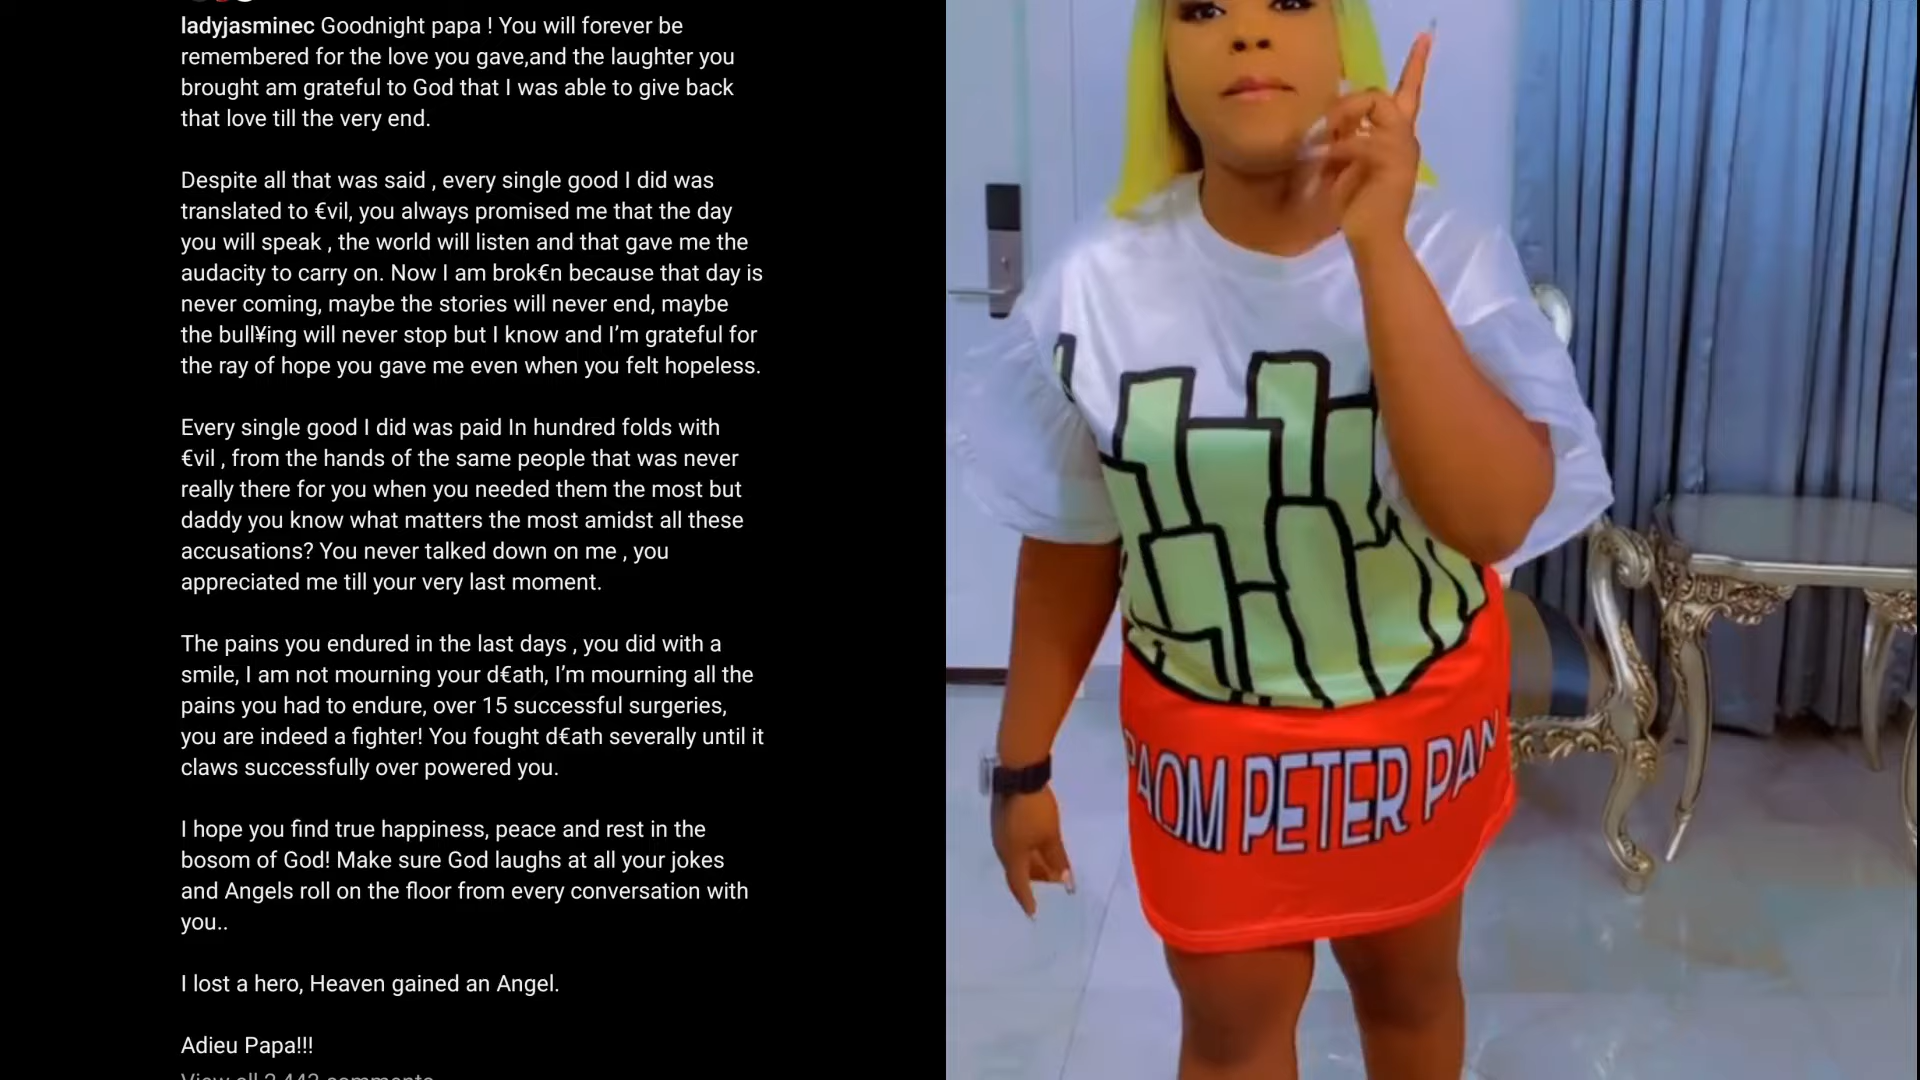 ladyjasminec Goodnight papa ! You will forever be
remembered for the love you gave,and the laughter you
brought am grateful to God that I was able to give back
that love till the very end.
Despite all that was said , every single good I did was
translated to €vil, you always promised me that the day
you will speak , the world will listen and that gave me the
audacity to carry on. Now I am brok€n because that day is
never coming, maybe the stories will never end, maybe
the bull¥ing will never stop but I know and I’m grateful for
the ray of hope you gave me even when you felt hopeless.
Every single good I did was paid In hundred folds with
€vil , from the hands of the same people that was never
really there for you when you needed them the most but
daddy you know what matters the most amidst all these
accusations? You never talked down on me , you
appreciated me till your very last moment.
The pains you endured in the last days , you did with a
smile, I am not mourning your d€ath, I’m mourning all the
pains you had to endure, over 15 successful surgeries,
you are indeed a fighter! You fought d€ath severally until it
claws successfully over powered you.
I hope you find true happiness, peace and rest in the
bosom of God! Make sure God laughs at all your jokes
and Angels roll on the floor from every conversation with
you..
I lost a hero, Heaven gained an Angel.
Adieu Papa!!!
View all 2,443 comments
PETER PAN